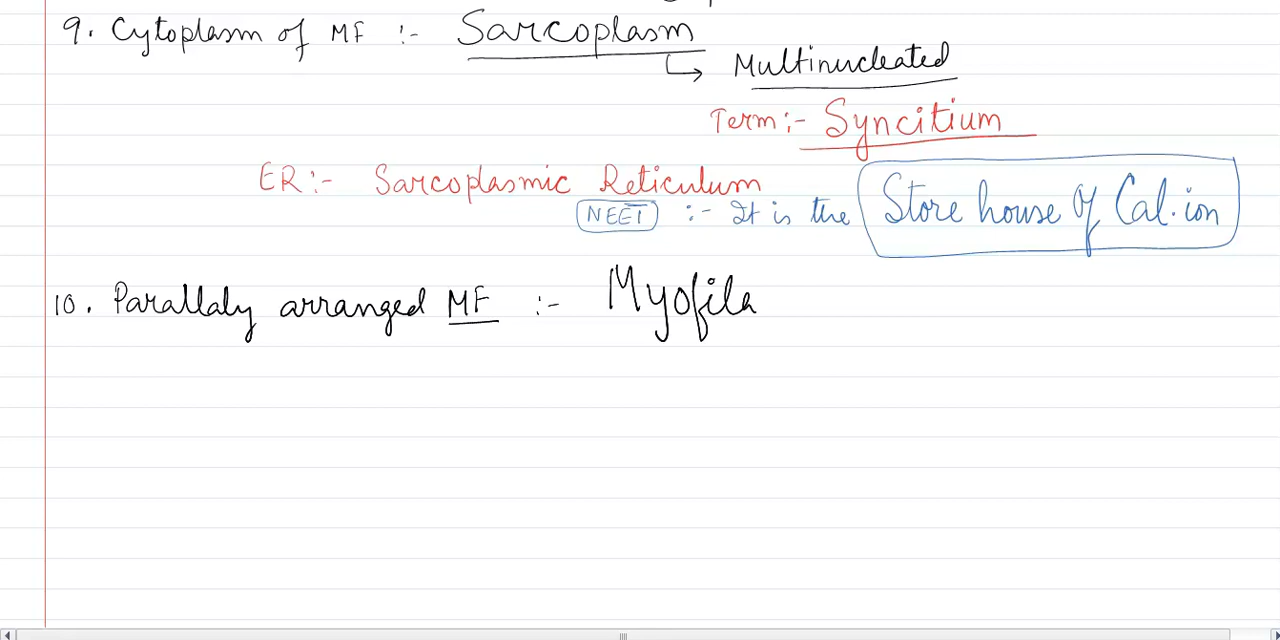 9. Cytoplasm of MF :- Sarcoplasm
↳ Multinucleated
Term:- Syncitium
ER:- Sarcoplasmic Reticulum
NEET :- It is the Store house Of Cal.ion
10. Parallaly arranged MF :- Myofila